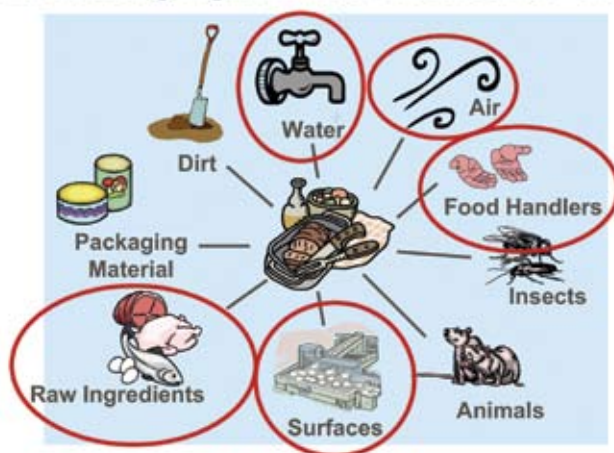 Water
Air
Dirt
Food Handlers
Packaging
Material
Insects
Raw Ingredients
Surfaces
Animals